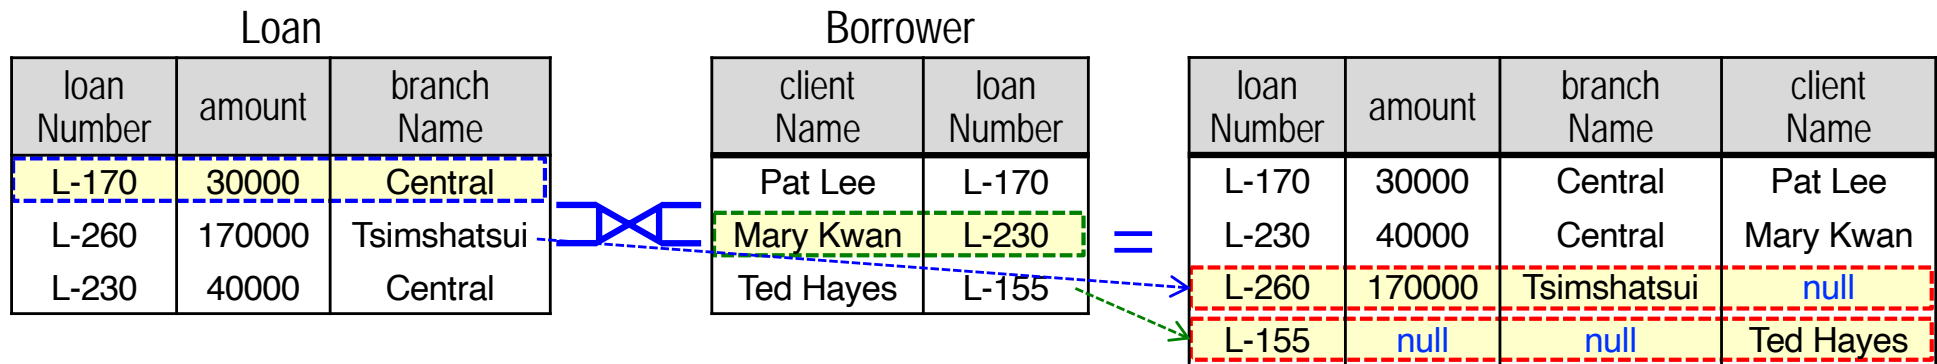 Loan
loan Number amount branch Name
L-170 30000 Central
L-260 170000 Tsimshatsui
L-230 40000 Central
Borrower
client Name loan Number
Pat Lee L-170
Mary Kwan L-230
Ted Hayes L-155
=
loan Number amount branch Name client Name
L-170 30000 Central Pat Lee
L-230 40000 Central Mary Kwan
L-260 170000 Tsimshatsui null
L-155 null null Ted Hayes